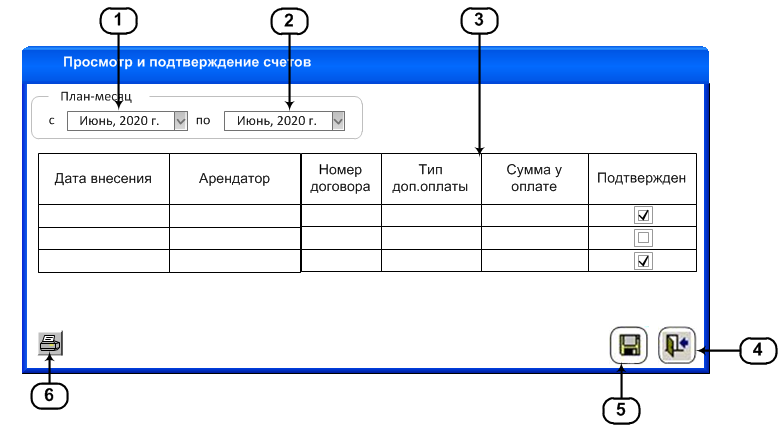 1 2 3
Просмотр и подтверждение счетов
План-месяц
с Июнь, 2020 г. по Июнь, 2020 г.
Дата внесения Арендатор Номер договора Тип доп.оплаты Сумма у оплате Подтвержден
4
6
5